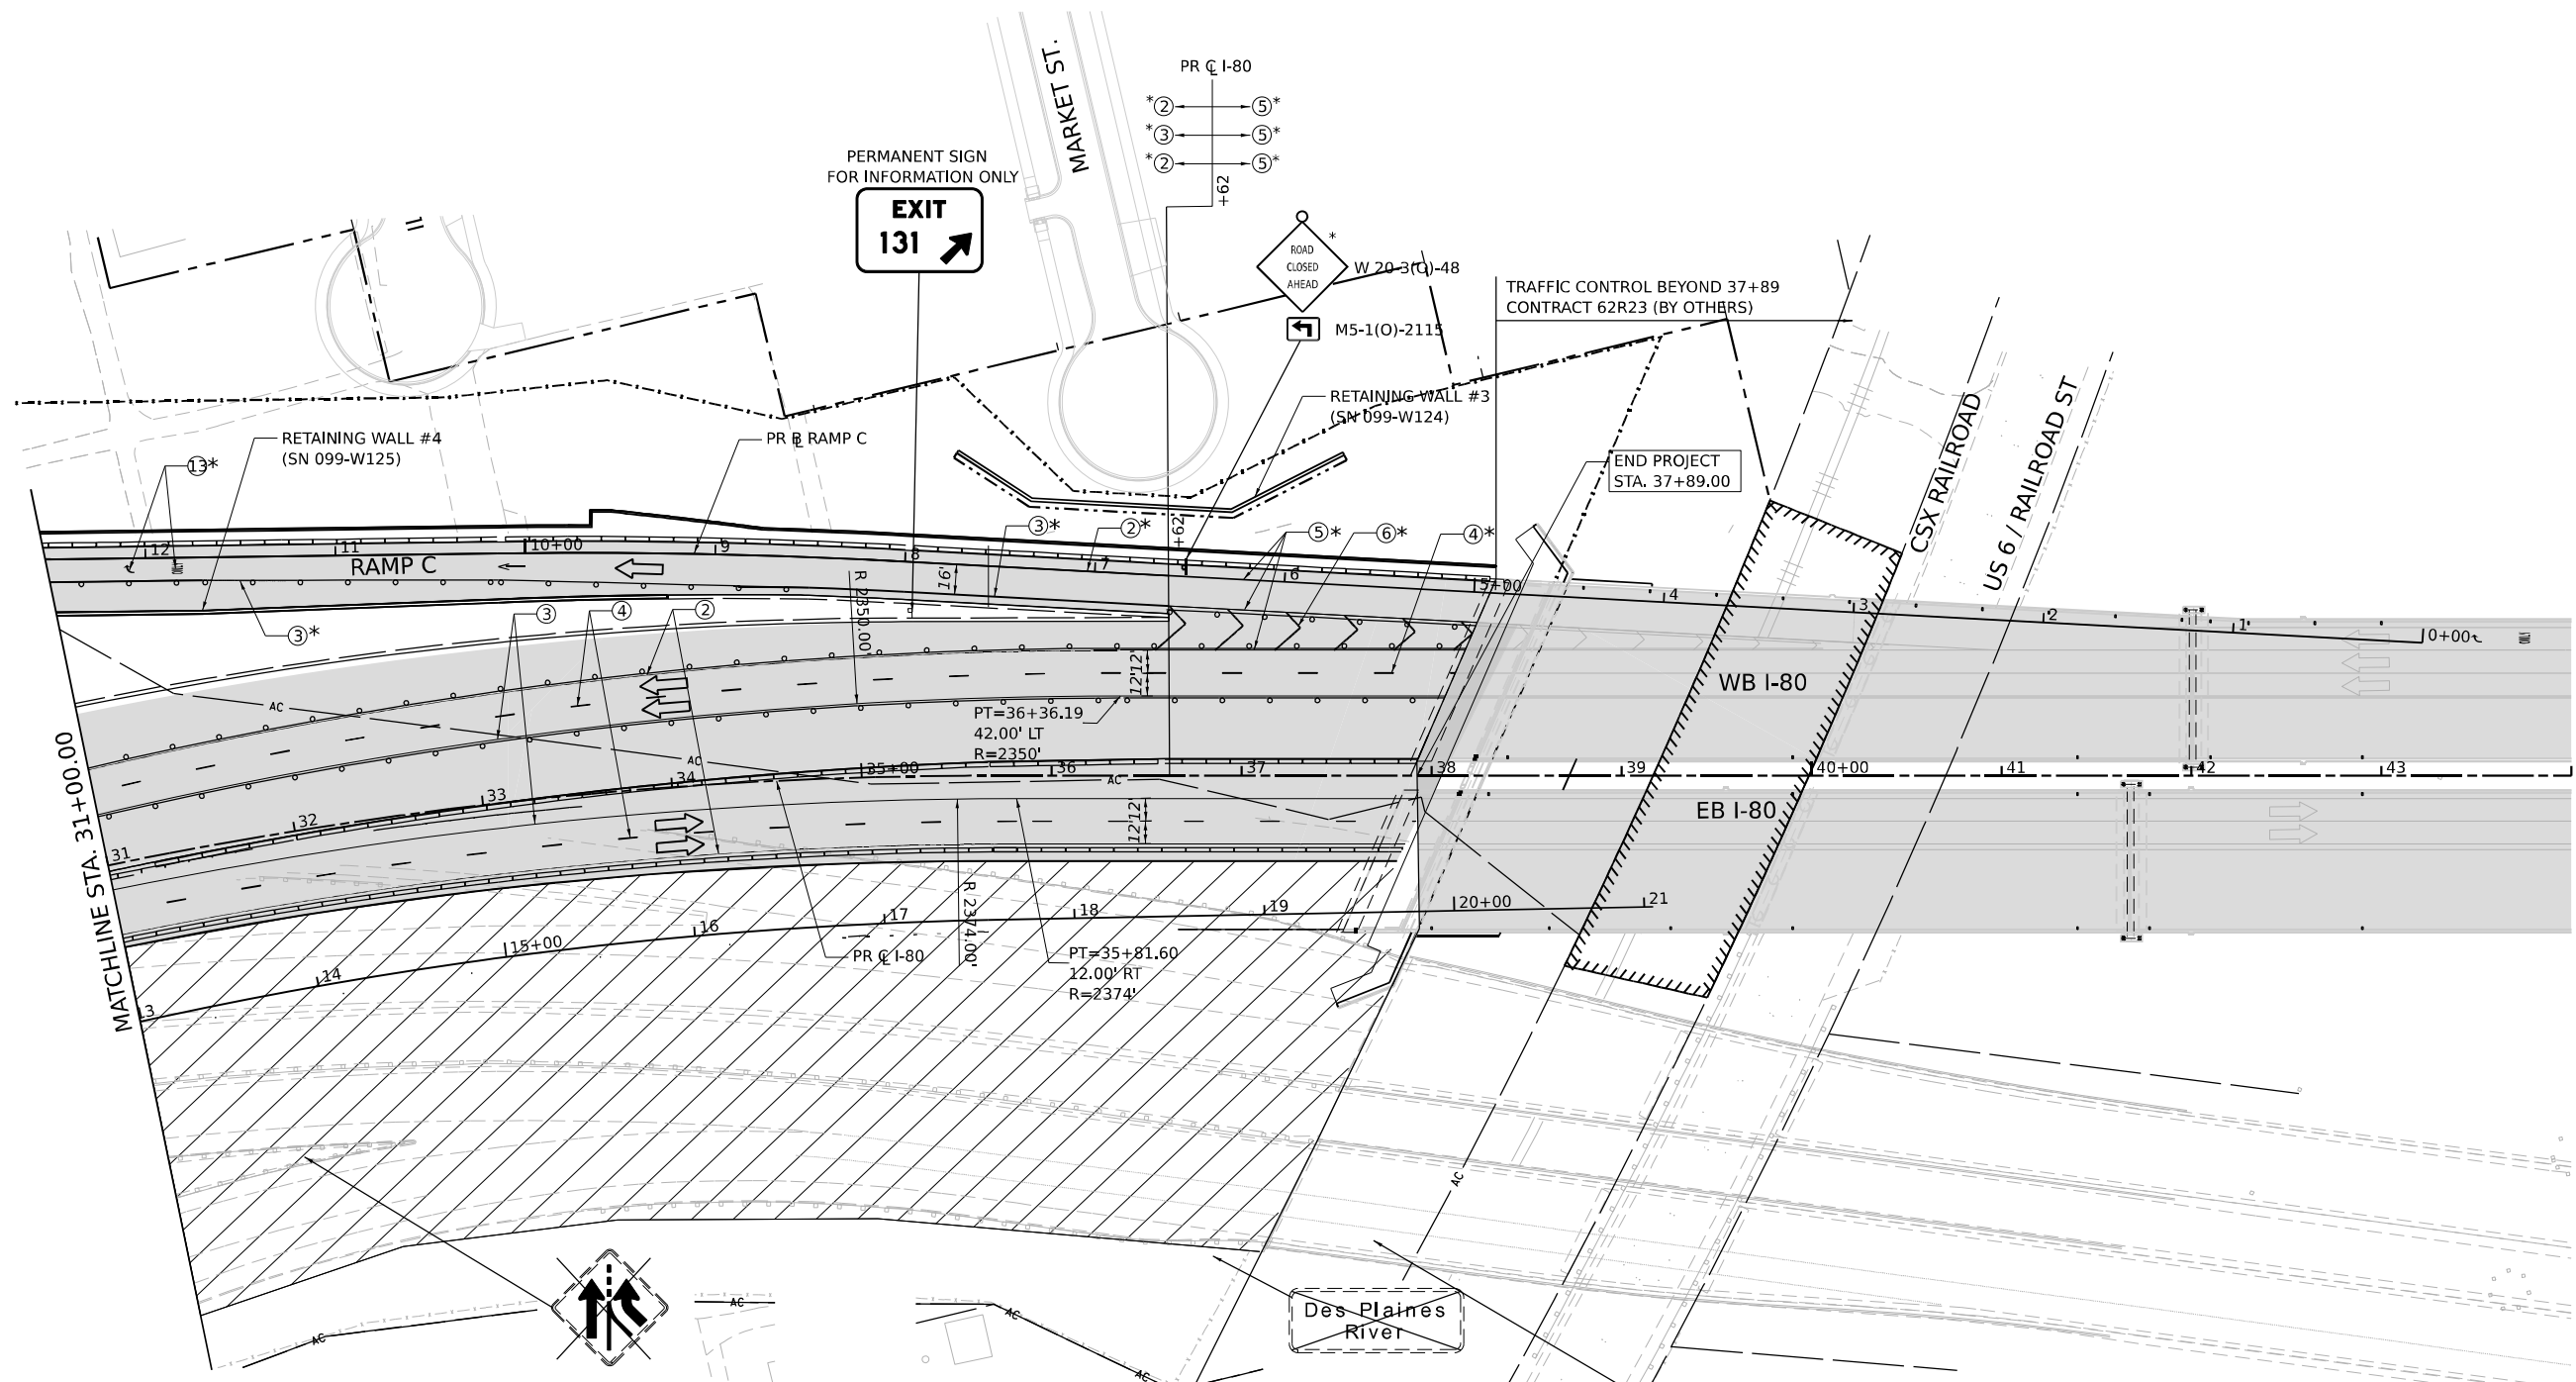 MARKET ST.
PR ℄ I-80
*②
⑤*
*③
⑤*
*②
⑤*
+62
PERMANENT SIGN
FOR INFORMATION ONLY
EXIT
131
ROAD
CLOSED
AHEAD
*
W 20-3(O)-48
M5-1(O)-2115
TRAFFIC CONTROL BEYOND 37+89
CONTRACT 62R23 (BY OTHERS)
RETAINING WALL #3
(SN 099-W124)
RETAINING WALL #4
(SN 099-W125)
PR B RAMP C
⑬*
END PROJECT
STA. 37+89.00
CSX RAILROAD
US 6 / RAILROAD ST
③*
②*
+62
⑤*
⑥*
④*
12
11
10+00
9
8
7
6
5+00
4
3
2
1
0+00
RAMP C
16'
R 2350.00'
③*
③
④
②
12'
12'
WB I-80
AC
PT=36+36.19
42.00' LT
R=2350'
AC
AC
31
32
33
34
35+00
36
37
38
39
40+00
41
42
43
EB I-80
12'
12'
MATCHLINE STA. 31+00.00
R 2374.00'
13
14
15+00
16
17
18
19
20+00
21
PR ℄ I-80
PT=35+81.60
12.00' RT
R=2374'
AC
Des Plaines
River
AC
AC
AC
AC